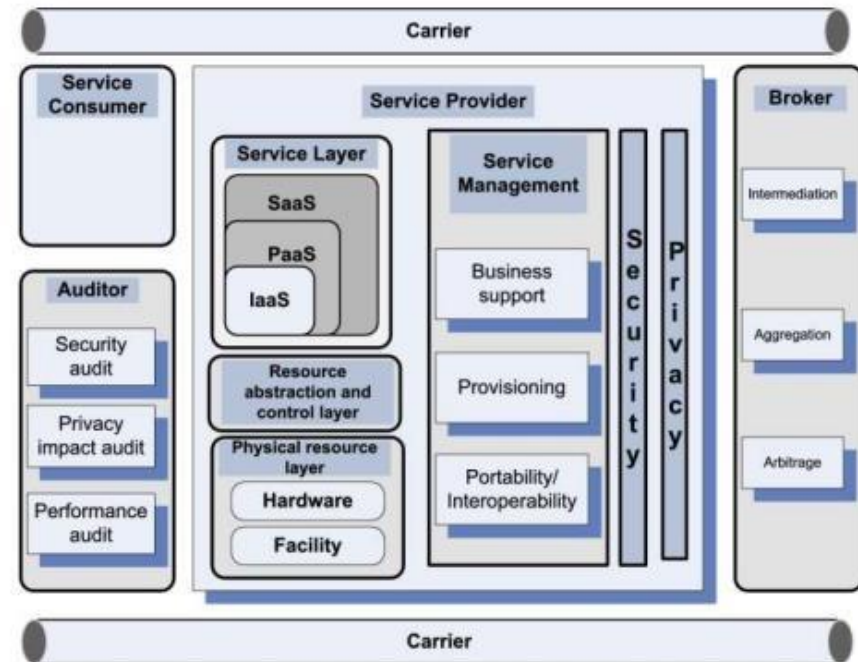 Carrier
Service
Consumer
Auditor
Security
audit
Privacy
impact audit
Performance
audit
Service Provider
Service Layer
SaaS
PaaS
IaaS
Resource
abstraction and
control layer
Physical resource
layer
Hardware
Facility
Service
Management
Business
support
Provisioning
Portability/
Interoperability
Security
Privacy
Broker
Intermediation
Aggregation
Arbitrage
Carrier